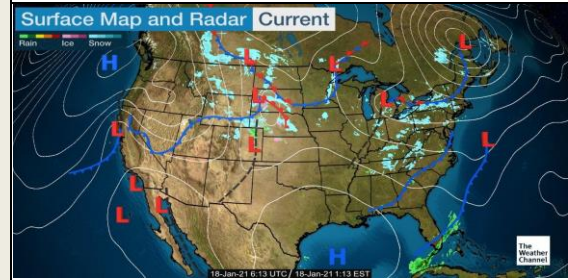 Surface Map and Radar Current
Rain Ice Snow
L
L
H
L
L
L
L
L
L
L
L
L
L
H
The
Weather
Channel
18-Jan-21 6:13 UTC / 18-Jan-21 1:13 EST